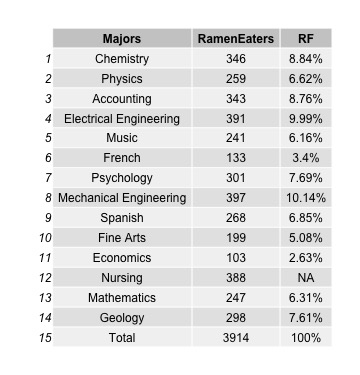 Majors RamenEaters RF
1 Chemistry 346 8.84%
2 Physics 259 6.62%
3 Accounting 343 8.76%
4 Electrical Engineering 391 9.99%
5 Music 241 6.16%
6 French 133 3.4%
7 Psychology 301 7.69%
8 Mechanical Engineering 397 10.14%
9 Spanish 268 6.85%
10 Fine Arts 199 5.08%
11 Economics 103 2.63%
12 Nursing 388 NA
13 Mathematics 247 6.31%
14 Geology 298 7.61%
15 Total 3914 100%